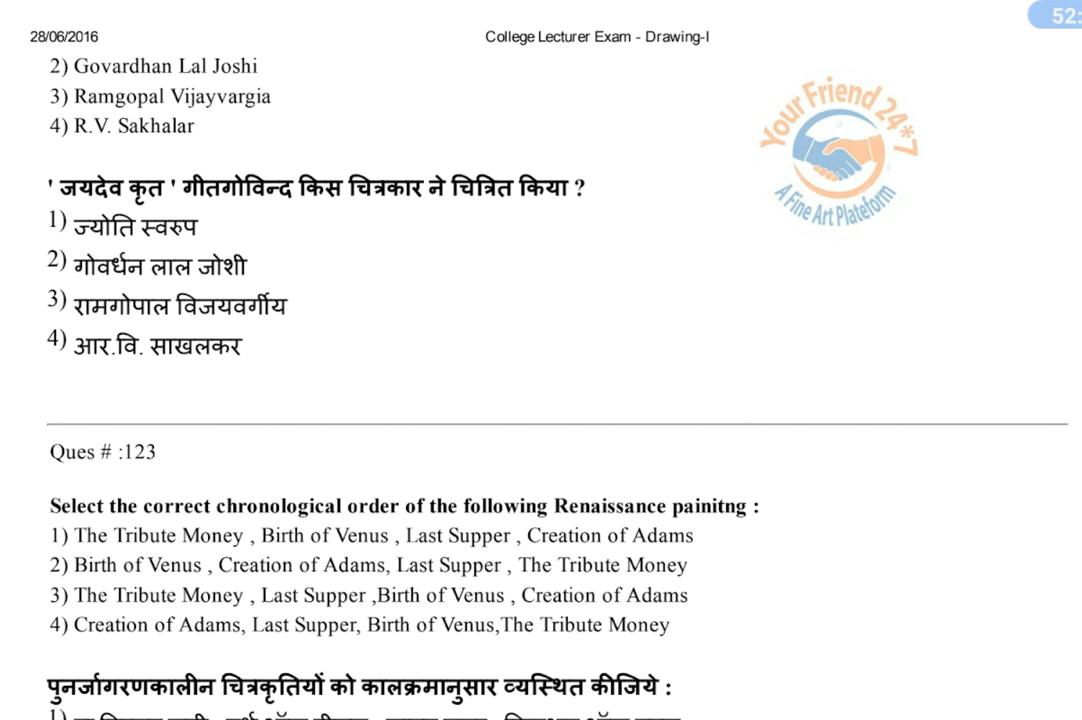 52:
28/06/2016 College Lecturer Exam - Drawing-I
2) Govardhan Lal Joshi
3) Ramgopal Vijayvargia
4) R.V. Sakhalar
Your Friend 24*7
A Fine Art Plateform
' जयदेव कृत ' गीतगोविन्द किस चित्रकार ने चित्रित किया ?
1) ज्योति स्वरुप
2) गोवर्धन लाल जोशी
3) रामगोपाल विजयवर्गीय
4) आर.वि. साखलकर
Ques # :123
Select the correct chronological order of the following Renaissance painitng :
1) The Tribute Money , Birth of Venus , Last Supper , Creation of Adams
2) Birth of Venus , Creation of Adams, Last Supper , The Tribute Money
3) The Tribute Money , Last Supper ,Birth of Venus , Creation of Adams
4) Creation of Adams, Last Supper, Birth of Venus,The Tribute Money
पुनर्जागरणकालीन चित्रकृतियों को कालक्रमानुसार व्यस्थित कीजिये :
1)